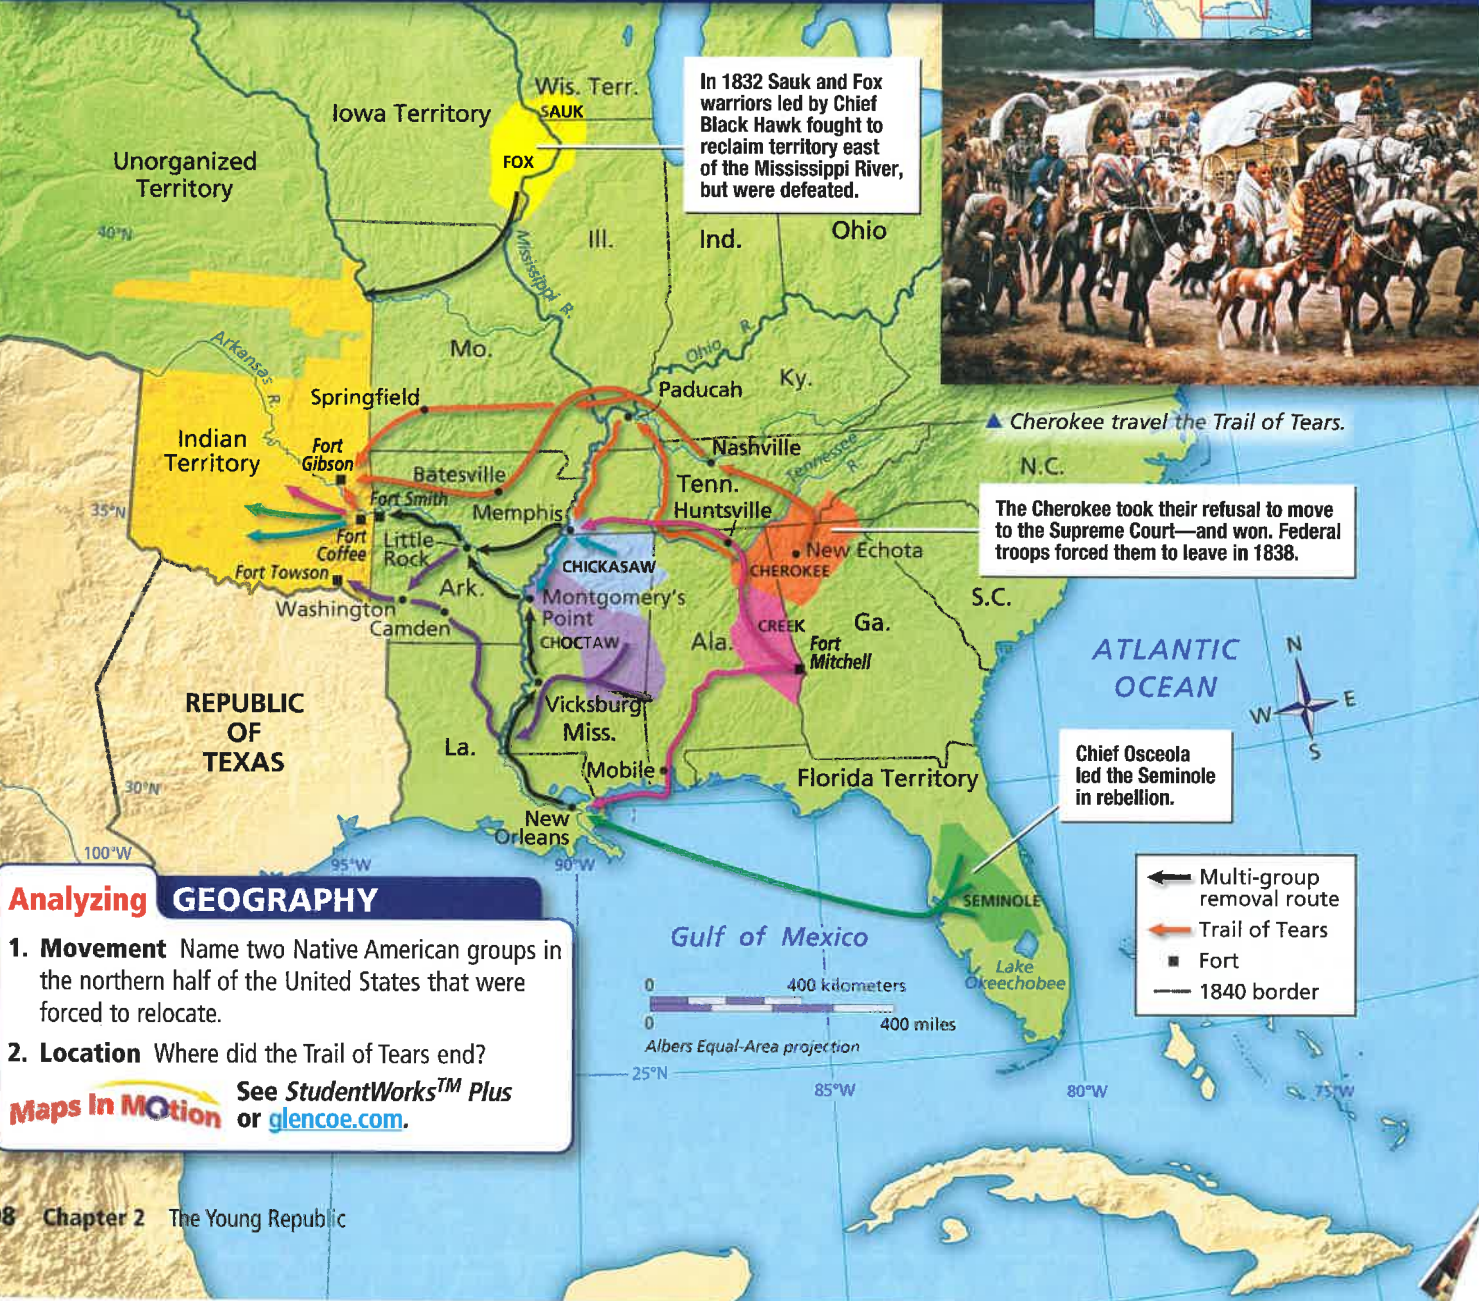 Wis. Terr.
SAUK
Iowa Territory
FOX
Unorganized
Territory
In 1832 Sauk and Fox
warriors led by Chief
Black Hawk fought to
reclaim territory east
of the Mississippi River,
but were defeated.
40°N
Mississippi R.
Ill.
Ind.
Ohio
Arkansas R.
Mo.
Ohio R.
Ky.
Paducah
Springfield
▲ Cherokee travel the Trail of Tears.
Indian
Territory
Fort
Gibson
Nashville
Tennessee R.
N.C.
Batesville
Tenn.
Fort Smith
Memphis
Huntsville
35°N
Fort
Coffee
Little
Rock
New Echota
CHEROKEE
The Cherokee took their refusal to move
to the Supreme Court—and won. Federal
troops forced them to leave in 1838.
CHICKASAW
Fort Towson
Ark.
Montgomery's
Point
Washington
Camden
S.C.
CREEK
Ga.
CHOCTAW
Ala.
Fort
Mitchell
ATLANTIC
OCEAN
N
W
E
S
REPUBLIC
OF
TEXAS
Vicksburg
Miss.
La.
Mobile
Florida Territory
Chief Osceola
led the Seminole
in rebellion.
30°N
New
Orleans
100°W
95°W
90°W
SEMINOLE
Multi-group
removal route
Trail of Tears
Fort
1840 border
Gulf of Mexico
Lake
Okeechobee
0
400 kilometers
0
400 miles
Albers Equal-Area projection
25°N
85°W
80°W
75°W
Analyzing GEOGRAPHY
1. Movement Name two Native American groups in
the northern half of the United States that were
forced to relocate.
2. Location Where did the Trail of Tears end?
Maps In MOtion
See StudentWorks™ Plus
or glencoe.com.
8 Chapter 2 The Young Republic